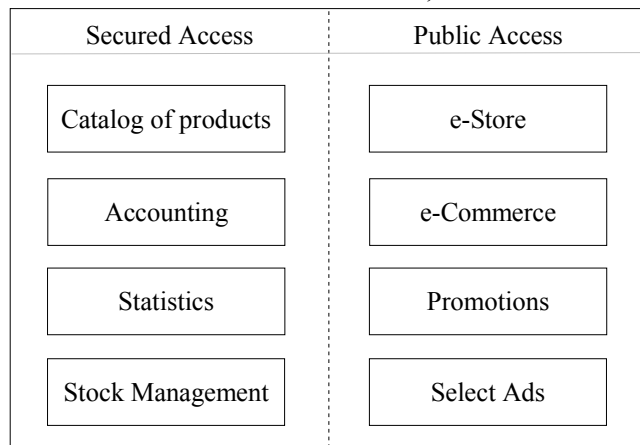 Secured Access
Public Access
Catalog of products
e-Store
Accounting
e-Commerce
Statistics
Promotions
Stock Management
Select Ads